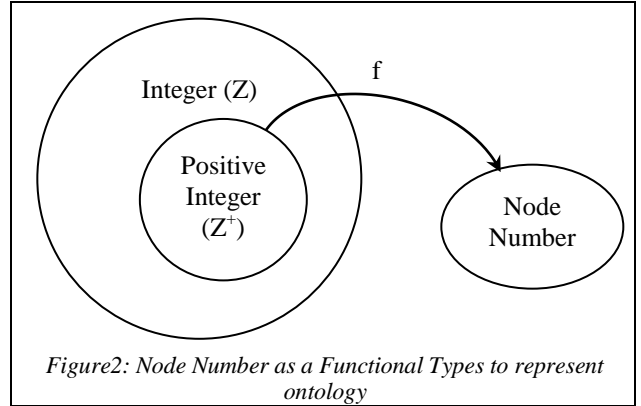 f
Integer (Z)
Positive
Integer
(Z⁺)
Node
Number
Figure2: Node Number as a Functional Types to represent
ontology